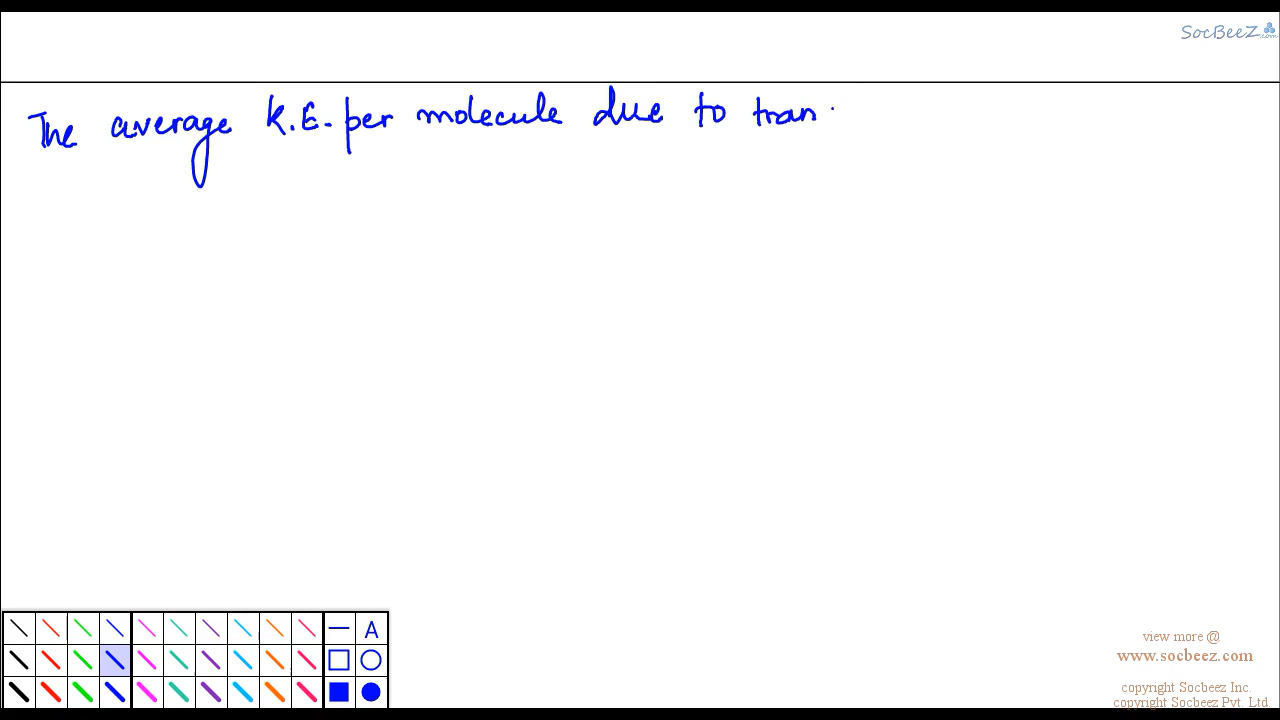 SocBeeZ.com
The average K.E. per molecule due to tran
A
view more @
www.socbeez.com
copyright Socbeez Inc.
copyright Socbeez Pvt. Ltd.